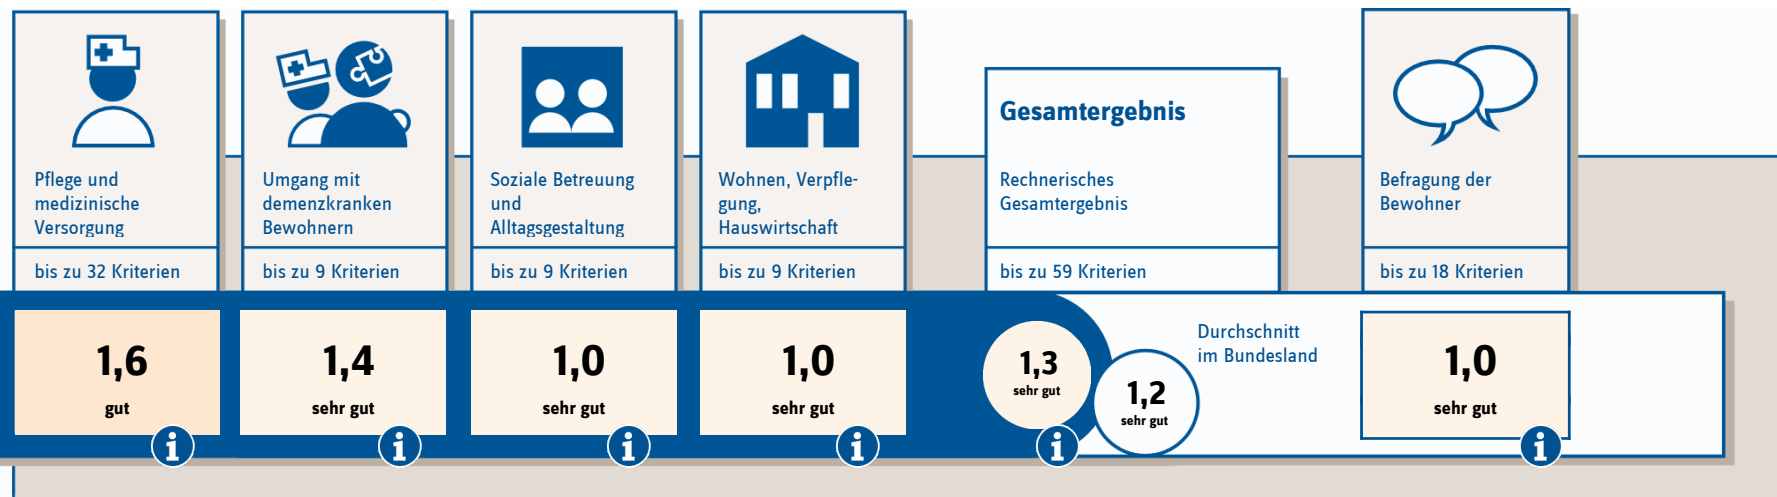 Pflege und
medizinische
Versorgung
bis zu 32 Kriterien
1,6
gut
Umgang mit
demenzkranken
Bewohnern
bis zu 9 Kriterien
1,4
sehr gut
Soziale Betreuung
und
Alltagsgestaltung
bis zu 9 Kriterien
1,0
sehr gut
Wohnen, Verpfle-
gung,
Hauswirtschaft
bis zu 9 Kriterien
1,0
sehr gut
Gesamtergebnis
Rechnerisches
Gesamtergebnis
bis zu 59 Kriterien
1,3
sehr gut
Durchschnitt
im Bundesland
1,2
sehr gut
Befragung der
Bewohner
bis zu 18 Kriterien
1,0
sehr gut